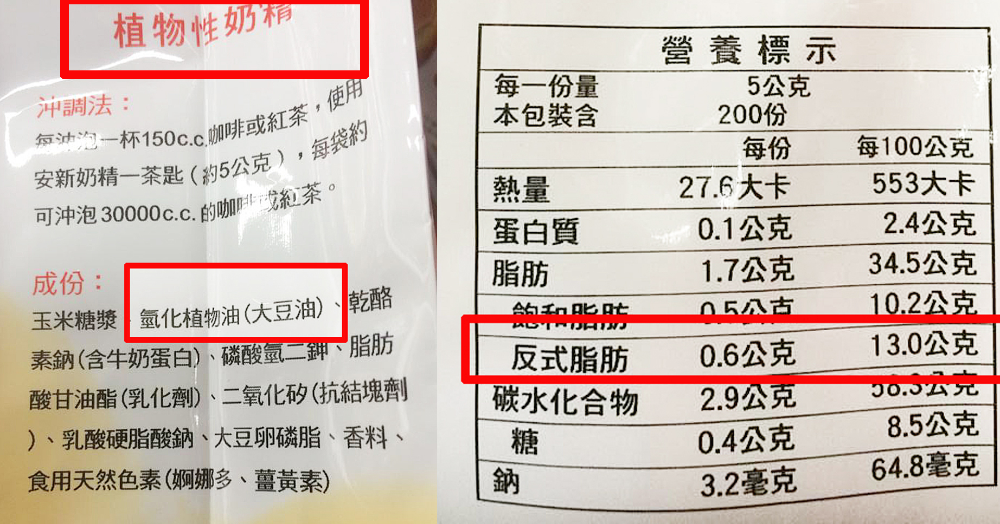 植物性奶精
沖調法：
每沖泡一杯150c.c.咖啡或紅茶，使用
安新奶精一茶匙(約5公克)，每袋約
可沖泡30000c.c.的咖啡或紅茶。
成份：
玉米糖漿、氫化植物油(大豆油)、乾酪
素鈉(含牛奶蛋白)、磷酸氫二鉀、脂肪
酸甘油酯(乳化劑)、二氧化矽(抗結塊劑
)、乳酸硬脂酸鈉、大豆卵磷脂、香料、
食用天然色素(婀娜多、薑黃素)
營養標示
每一份量 5公克
本包裝含 200份
每份 每100公克
熱量 27.6大卡 553大卡
蛋白質 0.1公克 2.4公克
脂肪 1.7公克 34.5公克
飽和脂肪 0.5公克 10.2公克
反式脂肪 0.6公克 13.0公克
碳水化合物 2.9公克 58.3公克
糖 0.4公克 8.5公克
鈉 3.2毫克 64.8毫克